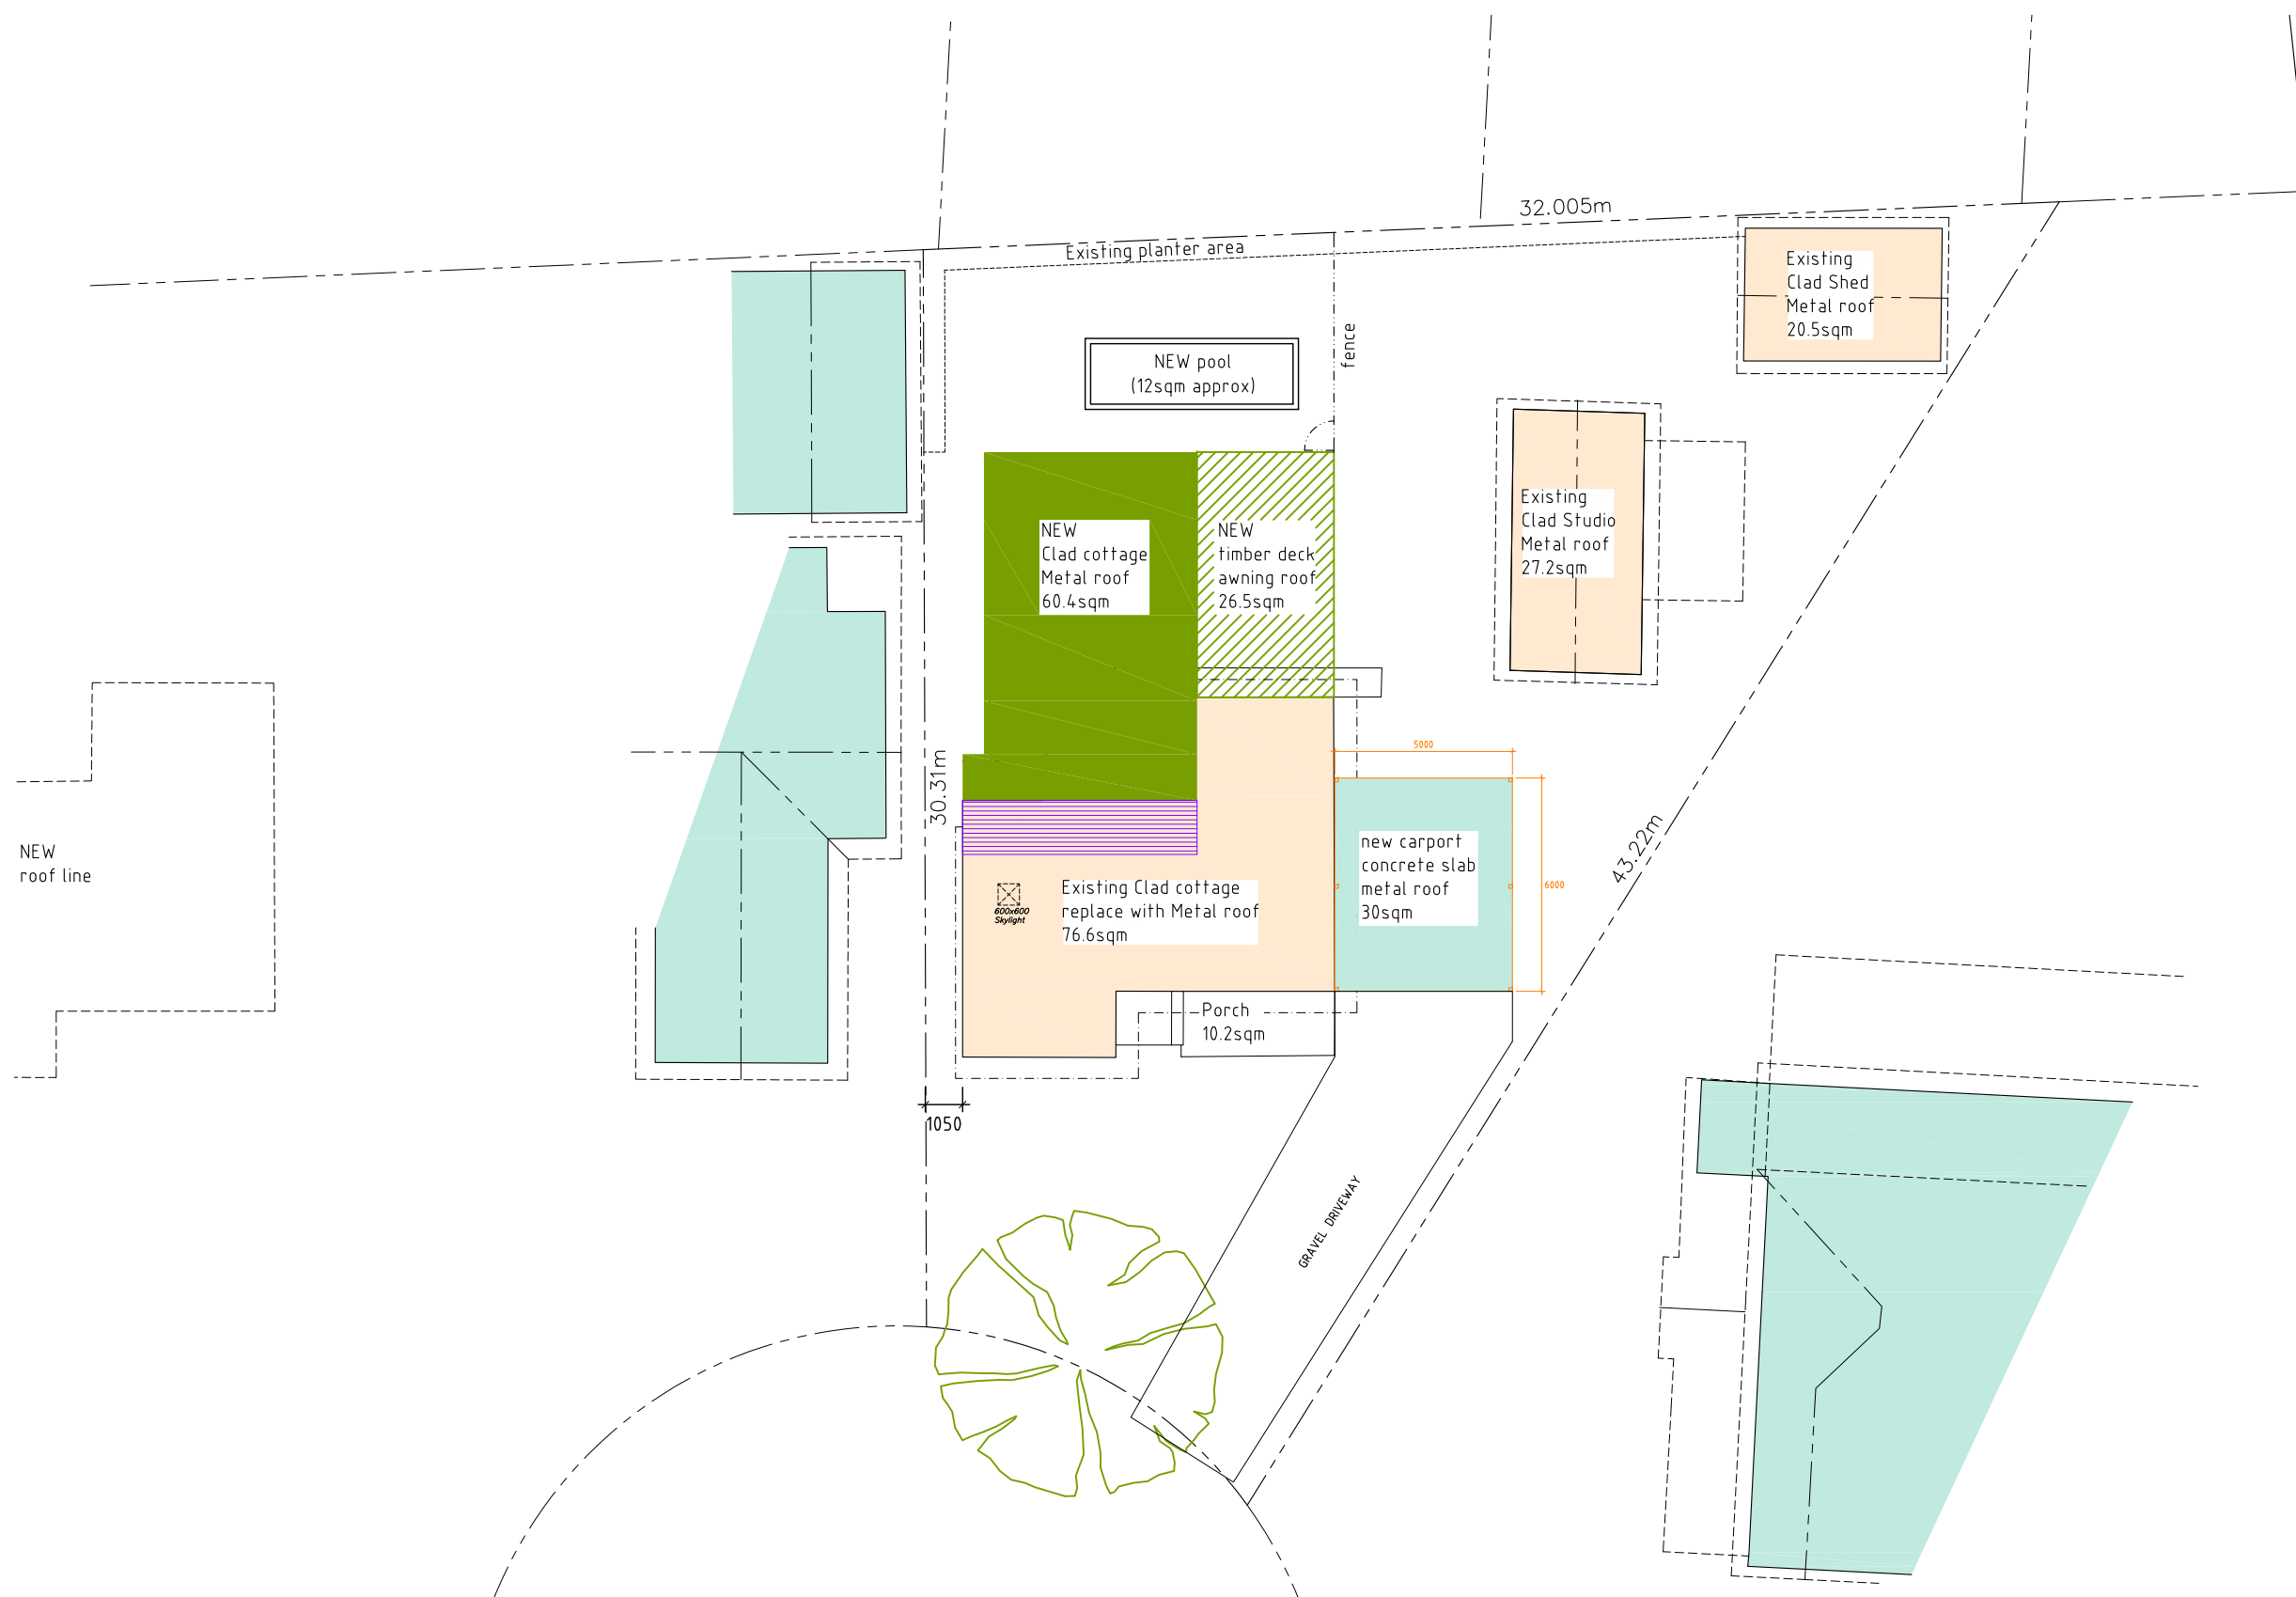 32.005m
Existing planter area
Existing
Clad Shed
Metal roof
20.5sqm
fence
NEW pool
(12sqm approx)
NEW
Clad cottage
Metal roof
60.4sqm
NEW
timber deck
awning roof
26.5sqm
Existing
Clad Studio
Metal roof
27.2sqm
5000
30.31m
43.22m
NEW
roof line
new carport
concrete slab
metal roof
30sqm
6000
600x600
Skylight
Existing Clad cottage
replace with Metal roof
76.6sqm
Porch
10.2sqm
1050
GRAVEL DRIVEWAY